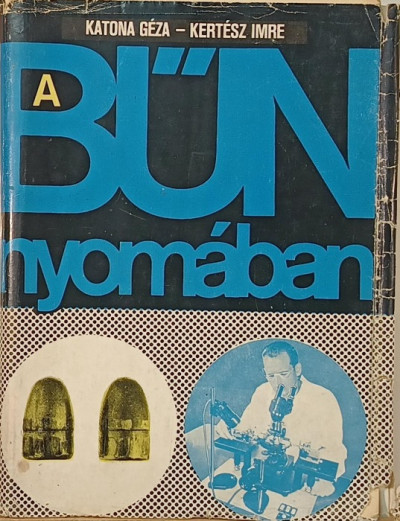 KATONA GÉZA – KERTÉSZ IMRE
A
BŰN
nyomában